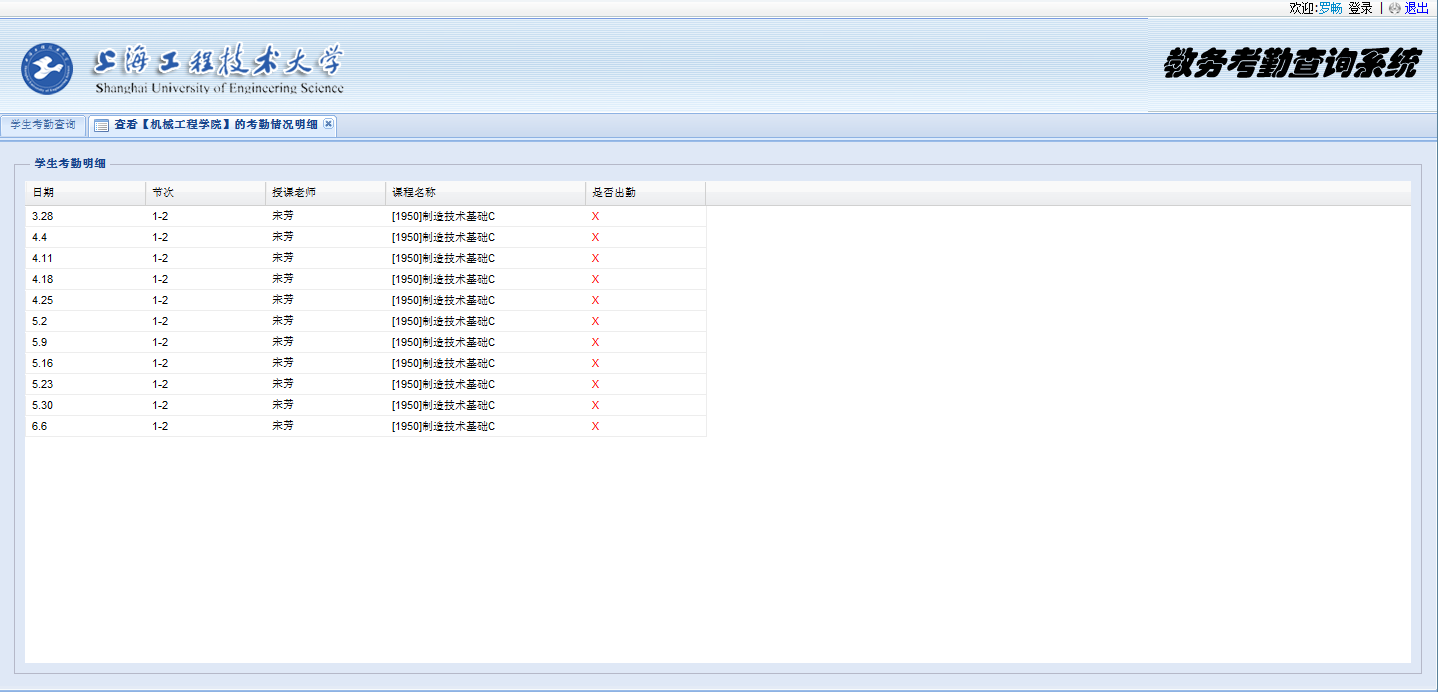 欢迎:罗畅 登录 | 退出
上海工程技术大学
Shanghai University of Engineering Science
教务考勤查询系统
学生考勤查询 查看【机械工程学院】的考勤情况明细
学生考勤明细
日期 节次 授课老师 课程名称 是否出勤
3.28 1-2 宋芳 [1950]制造技术基础C X
4.4 1-2 宋芳 [1950]制造技术基础C X
4.11 1-2 宋芳 [1950]制造技术基础C X
4.18 1-2 宋芳 [1950]制造技术基础C X
4.25 1-2 宋芳 [1950]制造技术基础C X
5.2 1-2 宋芳 [1950]制造技术基础C X
5.9 1-2 宋芳 [1950]制造技术基础C X
5.16 1-2 宋芳 [1950]制造技术基础C X
5.23 1-2 宋芳 [1950]制造技术基础C X
5.30 1-2 宋芳 [1950]制造技术基础C X
6.6 1-2 宋芳 [1950]制造技术基础C X